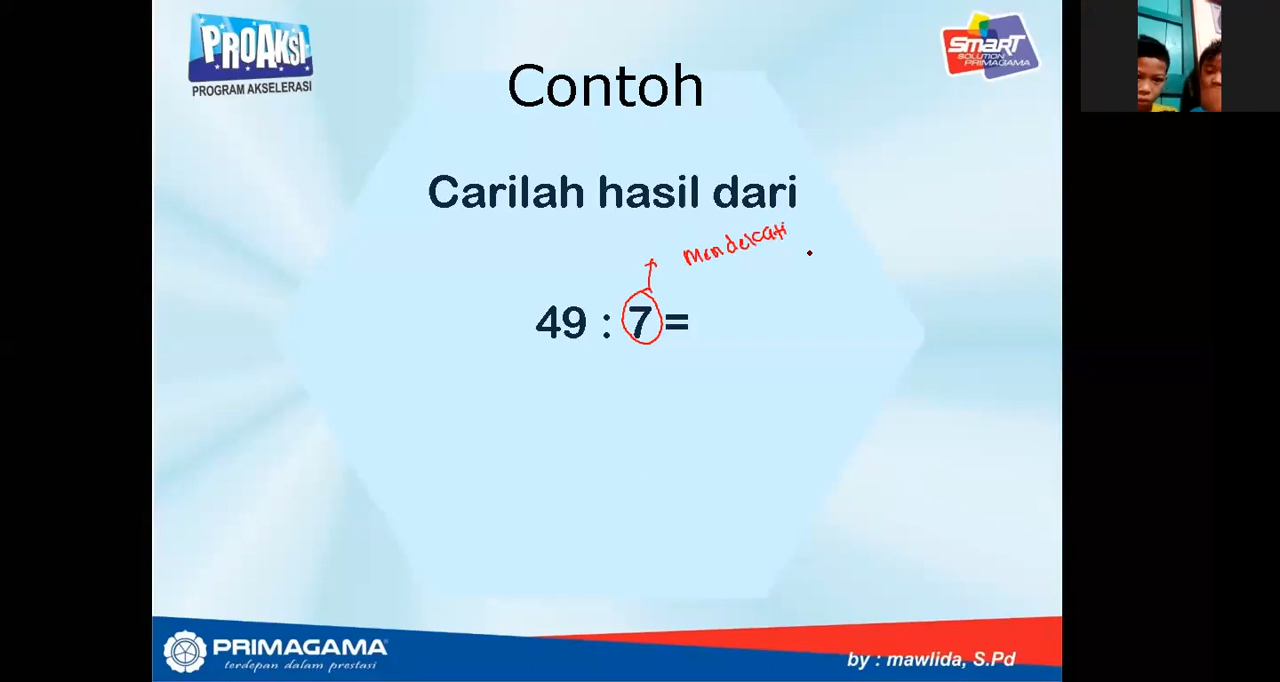 PROAKSI
PROGRAM AKSELERASI
SMART
SOLUTION
PRIMAGAMA
Contoh
Carilah hasil dari
Mendekati
49 : 7 =
PRIMAGAMA
terdepan dalam prestasi
by : mawlida, S.Pd